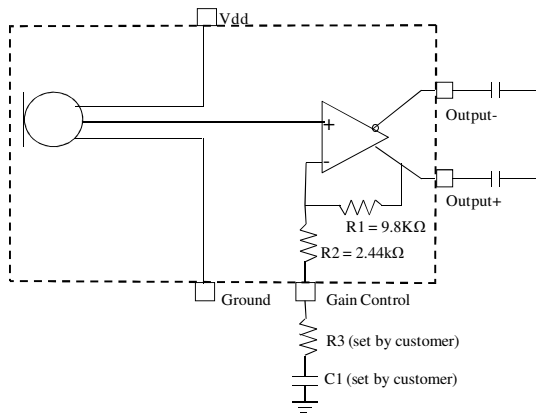 Vdd
+
-
Output-
Output+
R1 = 9.8KΩ
R2 = 2.44kΩ
Ground
Gain Control
R3 (set by customer)
C1 (set by customer)